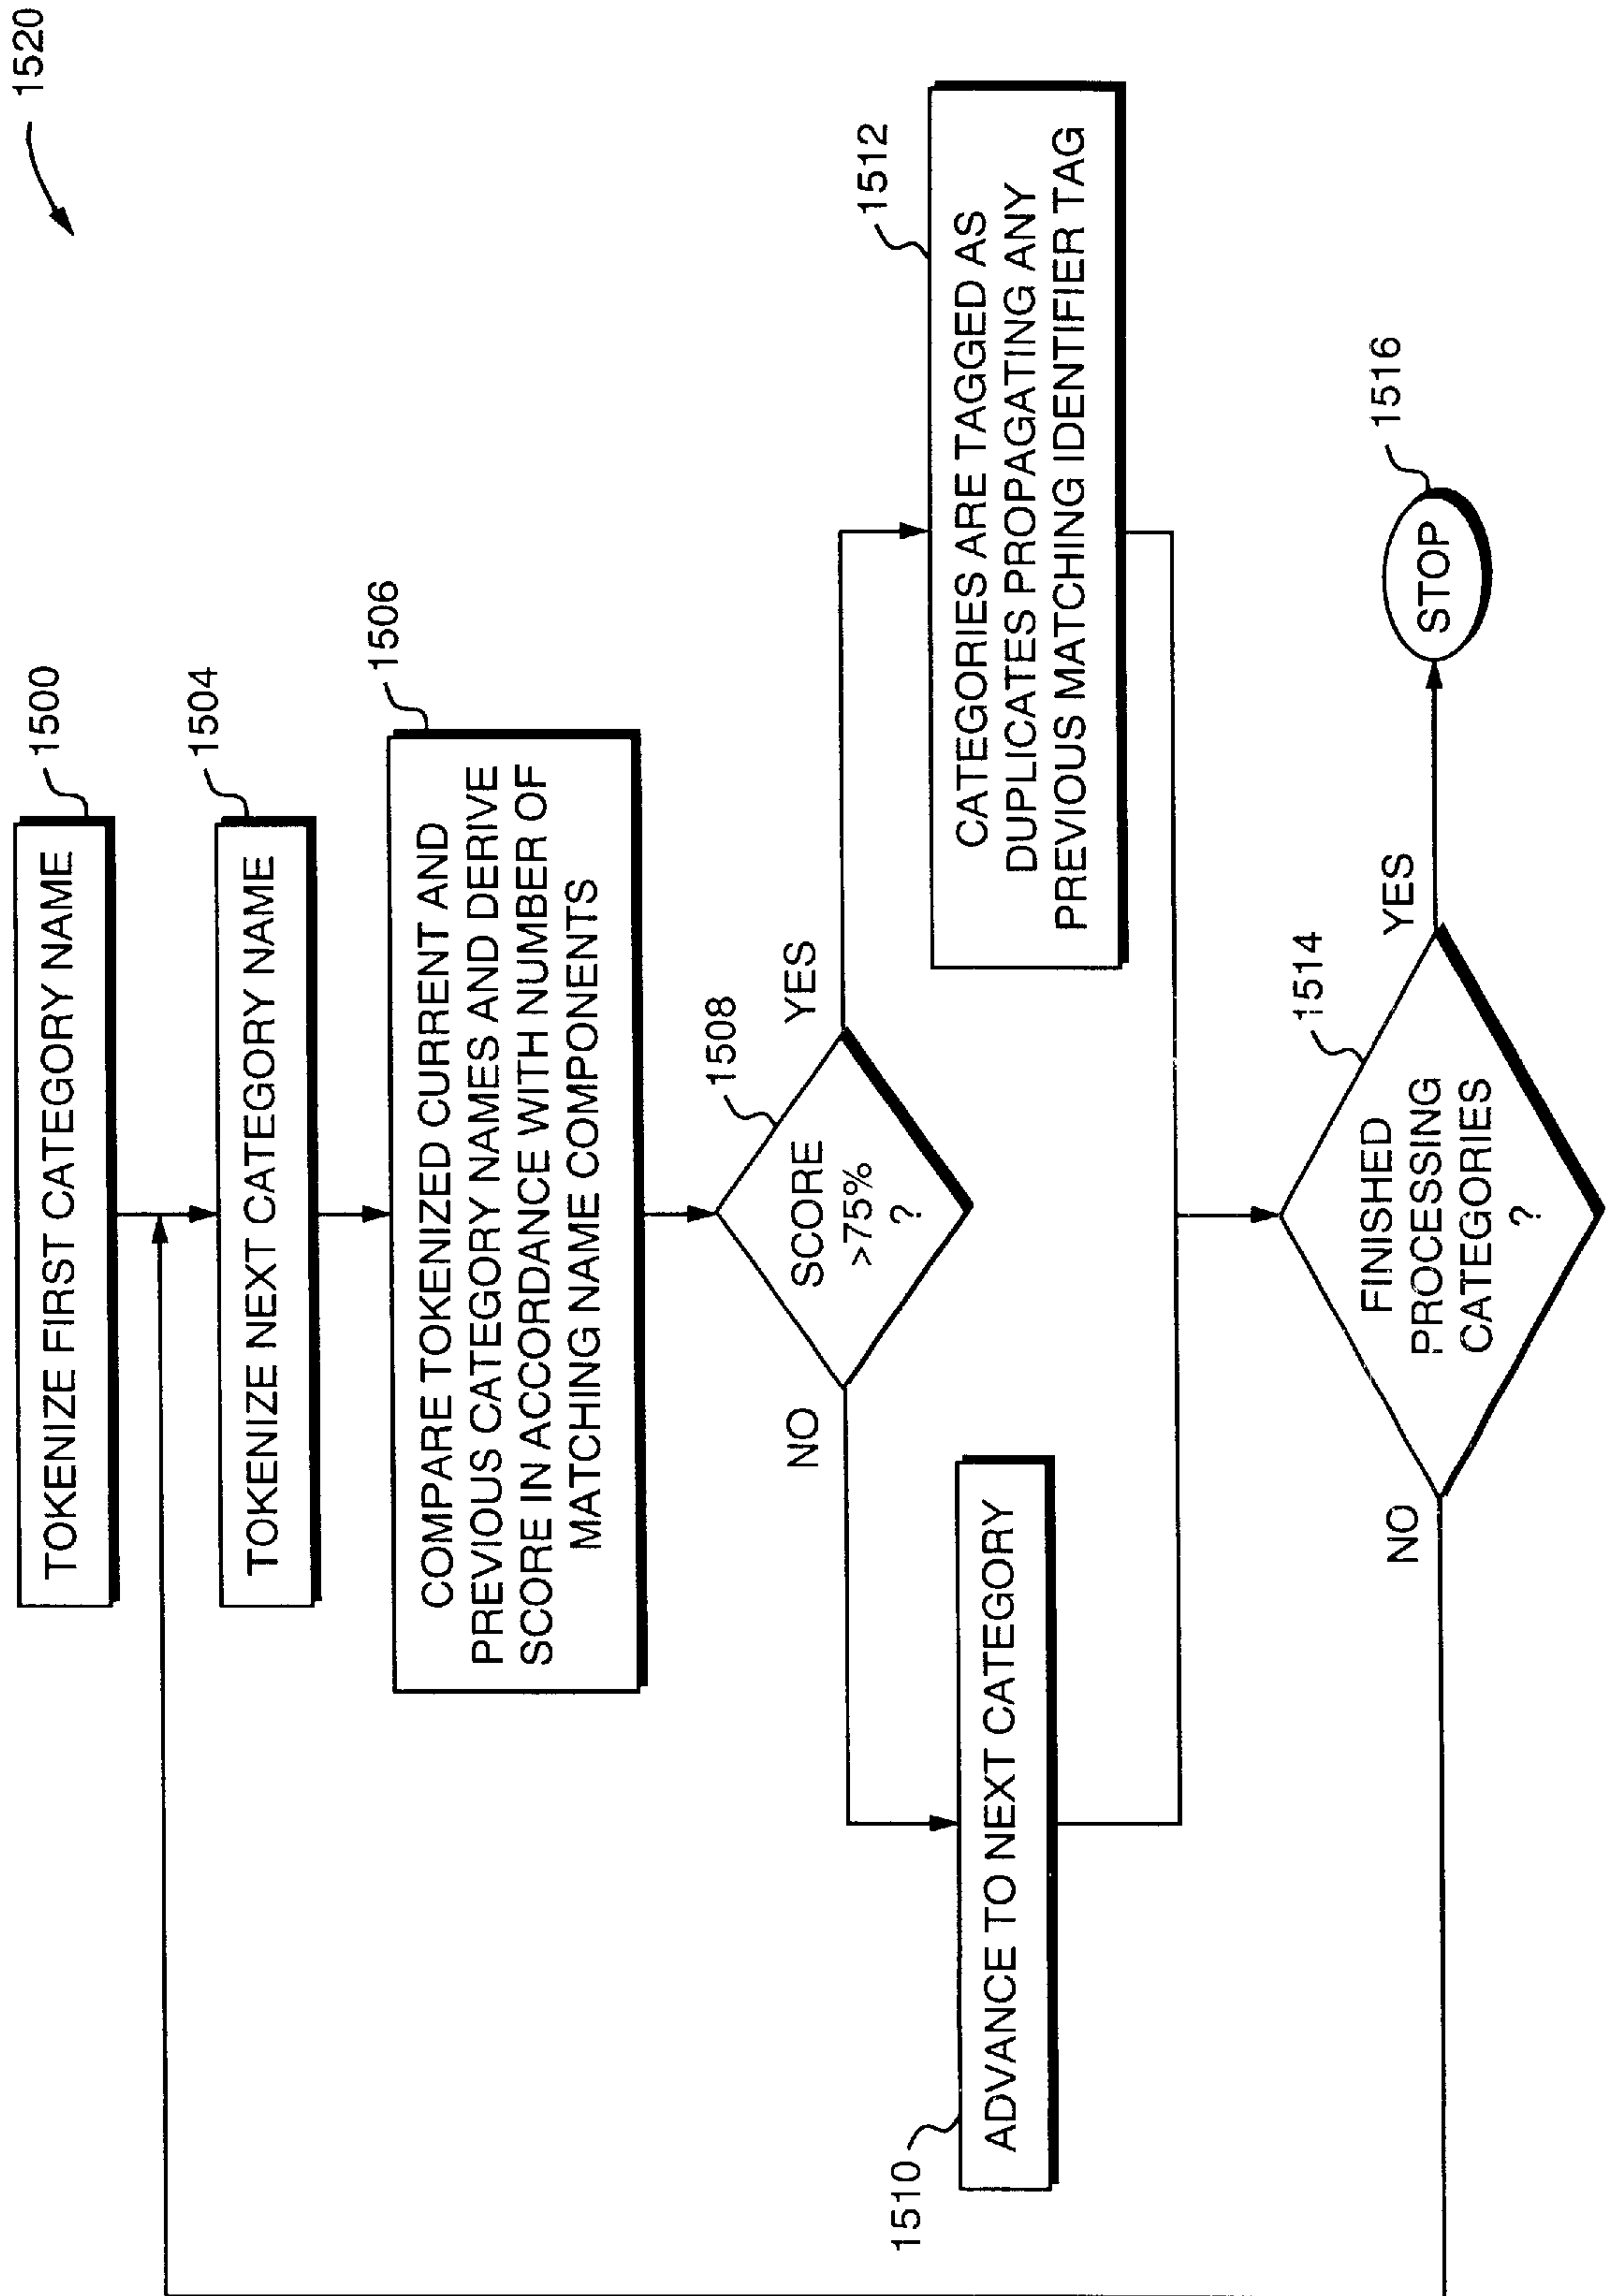 1520
TOKENIZE FIRST CATEGORY NAME
1500
TOKENIZE NEXT CATEGORY NAME
1504
COMPARE TOKENIZED CURRENT AND
PREVIOUS CATEGORY NAMES AND DERIVE
SCORE IN ACCORDANCE WITH NUMBER OF
MATCHING NAME COMPONENTS
1506
SCORE
>75%
?
1508
NO
YES
1510
ADVANCE TO NEXT CATEGORY
CATEGORIES ARE TAGGED AS
DUPLICATES PROPAGATING ANY
PREVIOUS MATCHING IDENTIFIER TAG
1512
FINISHED
PROCESSING
CATEGORIES
?
1514
NO
YES
STOP
1516